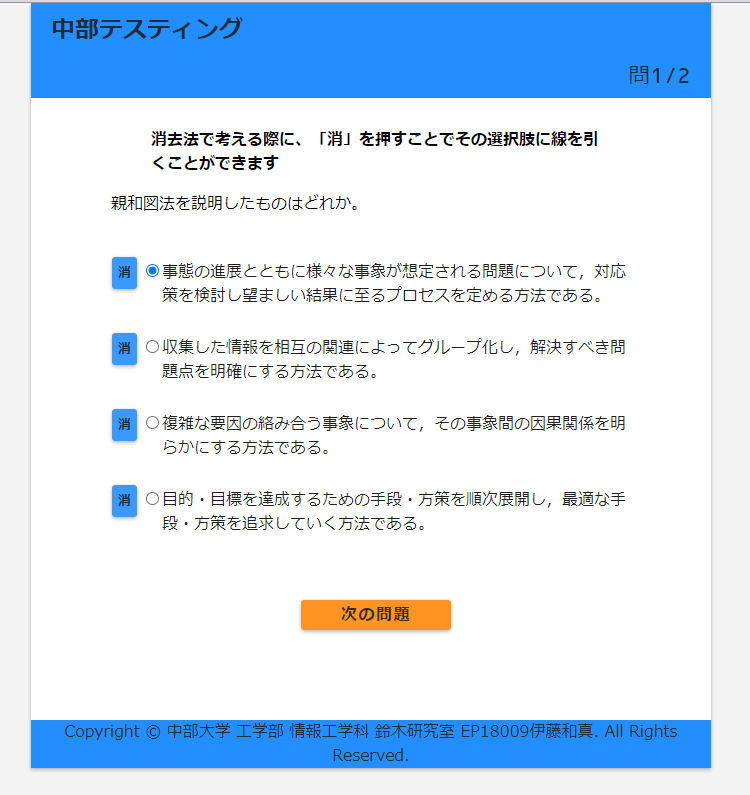 中部テスティング
問1/2
消去法で考える際に、「消」を押すことでその選択肢に線を引
くことができます
親和図法を説明したものはどれか。
消 事態の進展とともに様々な事象が想定される問題について，対応
策を検討し望ましい結果に至るプロセスを定める方法である。
消 収集した情報を相互の関連によってグループ化し，解決すべき問
題点を明確にする方法である。
消 複雑な要因の絡み合う事象について，その事象間の因果関係を明
らかにする方法である。
消 目的・目標を達成するための手段・方策を順次展開し，最適な手
段・方策を追求していく方法である。
次の問題
Copyright © 中部大学 工学部 情報工学科 鈴木研究室 EP18009伊藤和真. All Rights
Reserved.